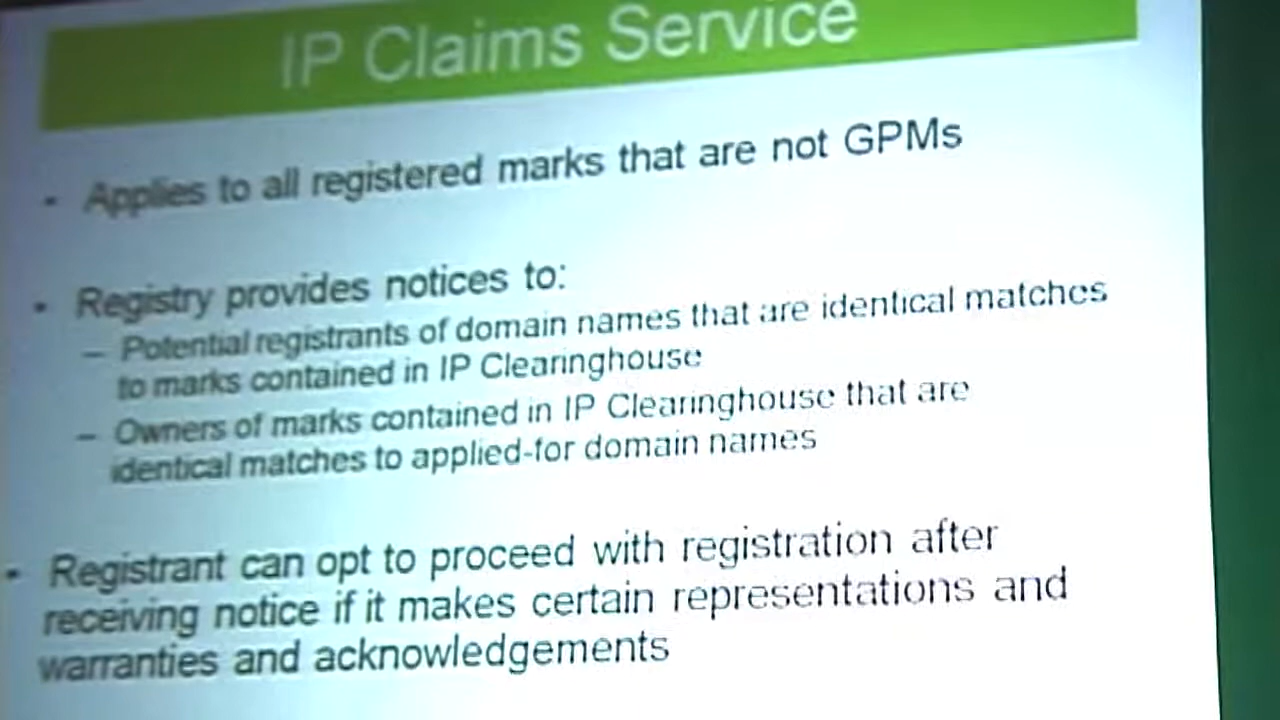 IP Claims Service
• Applies to all registered marks that are not GPMs
• Registry provides notices to:
– Potential registrants of domain names that are identical matches
to marks contained in IP Clearinghouse
– Owners of marks contained in IP Clearinghouse that are
identical matches to applied-for domain names
• Registrant can opt to proceed with registration after
receiving notice if it makes certain representations and
warranties and acknowledgements